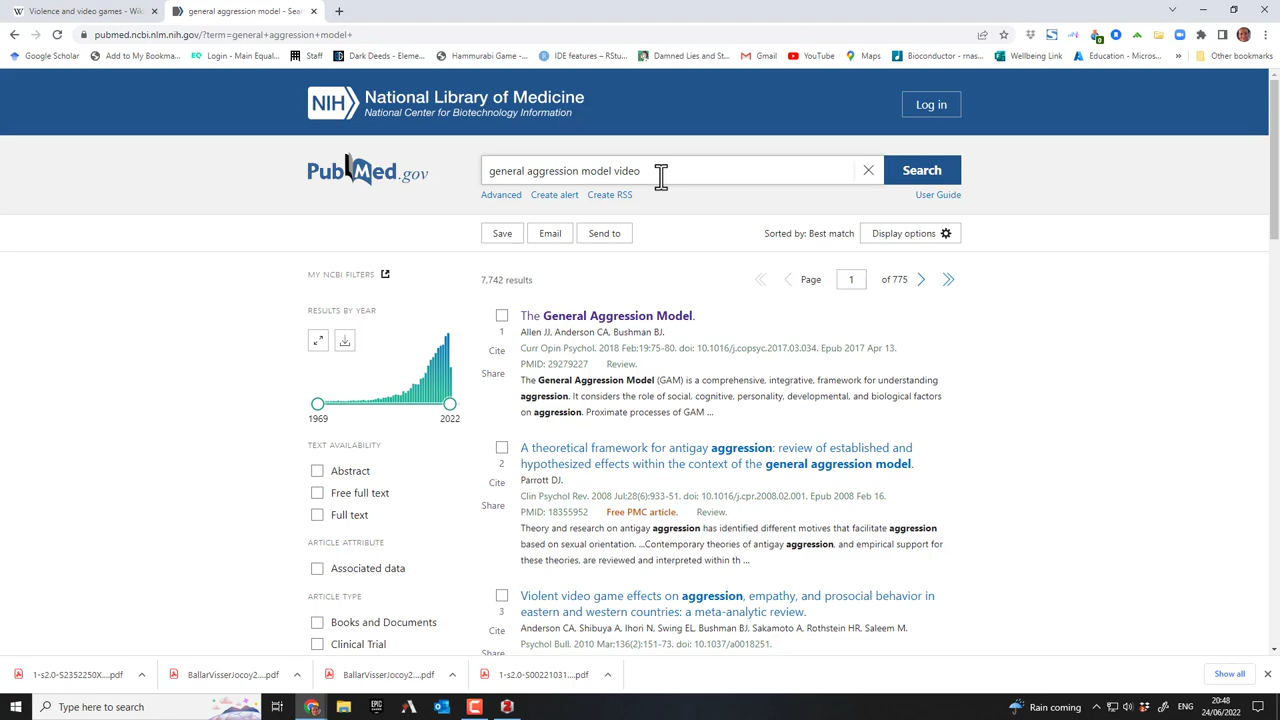 Violence and video games - Wiki
general aggression model - Sear
pubmed.ncbi.nlm.nih.gov/?term=general+aggression+model+
Google Scholar
Add to My Bookma...
Login - Main Equal...
Staff
Dark Deeds - Eleme...
Hammurabi Game -...
IDE features – RStu...
Damned Lies and St...
Gmail
YouTube
Maps
Bioconductor - rnas...
Wellbeing Link
Education - Micros...
Other bookmarks
NIH
National Library of Medicine
National Center for Biotechnology Information
Log in
PubMed.gov
general aggression model video
Search
Advanced
Create alert
Create RSS
User Guide
Save
Email
Send to
Sorted by: Best match
Display options
MY NCBI FILTERS
7,742 results
Page
1
of 775
RESULTS BY YEAR
1969
2022
TEXT AVAILABILITY
Abstract
Free full text
Full text
ARTICLE ATTRIBUTE
Associated data
ARTICLE TYPE
Books and Documents
Clinical Trial
The General Aggression Model.
1
Allen JJ, Anderson CA, Bushman BJ.
Cite
Curr Opin Psychol. 2018 Feb;19:75-80. doi: 10.1016/j.copsyc.2017.03.034. Epub 2017 Apr 13.
PMID: 29279227
Review.
Share
The General Aggression Model (GAM) is a comprehensive, integrative, framework for understanding
aggression. It considers the role of social, cognitive, personality, developmental, and biological factors
on aggression. Proximate processes of GAM ...
A theoretical framework for antigay aggression: review of established and
2
hypothesized effects within the context of the general aggression model.
Parrott DJ.
Cite
Clin Psychol Rev. 2008 Jul;28(6):933-51. doi: 10.1016/j.cpr.2008.02.001. Epub 2008 Feb 16.
Share
PMID: 18355952
Free PMC article.
Review.
Theory and research on antigay aggression has identified different motives that facilitate aggression
based on sexual orientation. ...Contemporary theories of antigay aggression, and empirical support for
these theories, are reviewed and interpreted within th ...
Violent video game effects on aggression, empathy, and prosocial behavior in
3
eastern and western countries: a meta-analytic review.
Cite
Anderson CA, Shibuya A, Ihori N, Swing EL, Bushman BJ, Sakamoto A, Rothstein HR, Saleem M.
Psychol Bull. 2010 Mar;136(2):151-73. doi: 10.1037/a0018251.
Share
1-s2.0-S2352250X....pdf
BallarVisserJocoy2....pdf
BallarVisserJocoy2....pdf
1-s2.0-S00221031....pdf
Show all
Type here to search
EPIC
Rain coming
ENG
20:48
24/06/2022